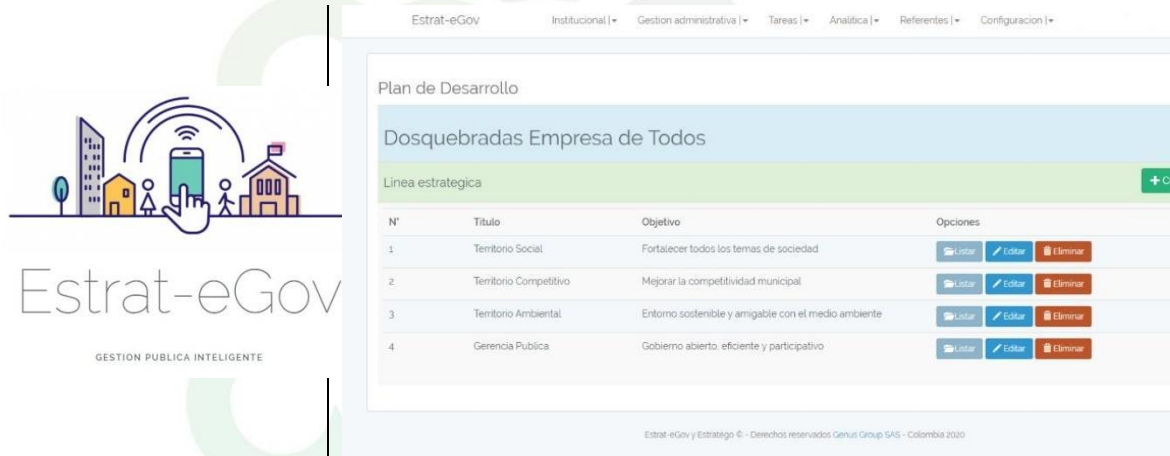 Estrat-eGov
GESTION PUBLICA INTELIGENTE
Estrat-eGov Institucional |▾ Gestion administrativa |▾ Tareas |▾ Analitica |▾ Referentes |▾ Configuracion |▾
Plan de Desarrollo
Dosquebradas Empresa de Todos
Linea estrategica + C
N° Titulo Objetivo Opciones
1 Territorio Social Fortalecer todos los temas de sociedad Listar Editar Eliminar
2 Territorio Competitivo Mejorar la competitividad municipal Listar Editar Eliminar
3 Territorio Ambiental Entorno sostenible y amigable con el medio ambiente Listar Editar Eliminar
4 Gerencia Publica Gobierno abierto, eficiente y participativo Listar Editar Eliminar
Estrat-eGov y Estratego © - Derechos reservados Genus Group SAS - Colombia 2020